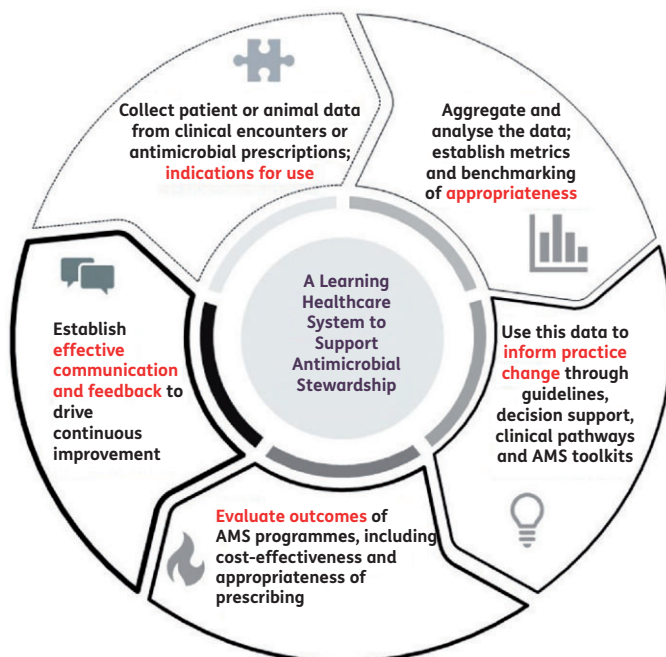 Collect patient or animal data
from clinical encounters or
antimicrobial prescriptions;
indications for use
Aggregate and
analyse the data;
establish metrics
and benchmarking
of appropriateness
Use this data to
inform practice
change through
guidelines,
decision support,
clinical pathways
and AMS toolkits
Evaluate outcomes of
AMS programmes, including
cost-effectiveness and
appropriateness of
prescribing
Establish
effective
communication
and feedback to
drive
continuous
improvement
A Learning
Healthcare
System to
Support
Antimicrobial
Stewardship